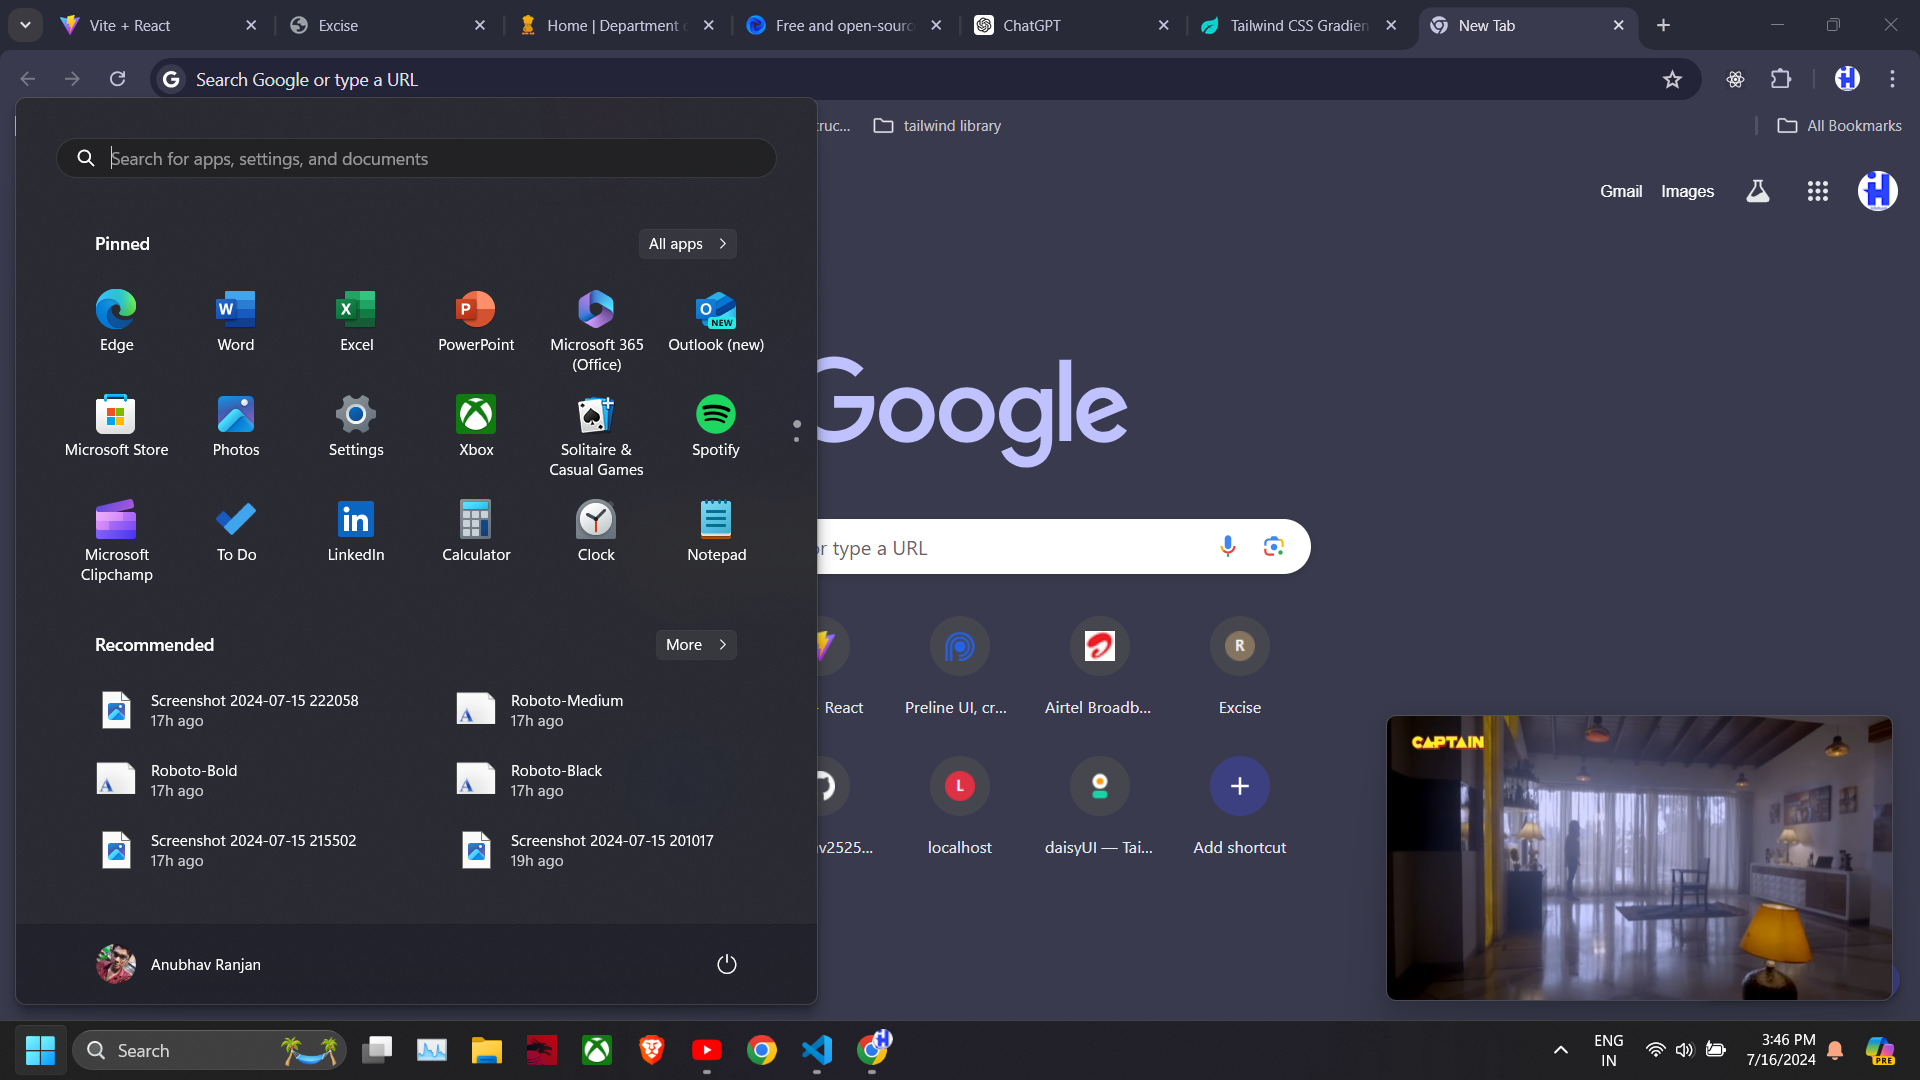 Vite + React
Excise
Home | Department
Free and open-sourc
ChatGPT
Tailwind CSS Gradien
New Tab
Search Google or type a URL
truc...
tailwind library
All Bookmarks
Search for apps, settings, and documents
Gmail
Images
Pinned
All apps
Edge
Word
Excel
PowerPoint
Microsoft 365
(Office)
Outlook (new)
NEW
Microsoft Store
Photos
Settings
Xbox
Solitaire &
Casual Games
Spotify
Microsoft
Clipchamp
To Do
LinkedIn
Calculator
Clock
Notepad
Google
or type a URL
Recommended
More
Screenshot 2024-07-15 222058
17h ago
Roboto-Medium
17h ago
Roboto-Bold
17h ago
Roboto-Black
17h ago
Screenshot 2024-07-15 215502
17h ago
Screenshot 2024-07-15 201017
19h ago
Anubhav Ranjan
- React
Preline UI, cr...
Airtel Broadb...
R
Excise
v2525...
L
localhost
daisyUI — Tai...
Add shortcut
CAPTAIN
Search
ENG
IN
3:46 PM
7/16/2024
PRE